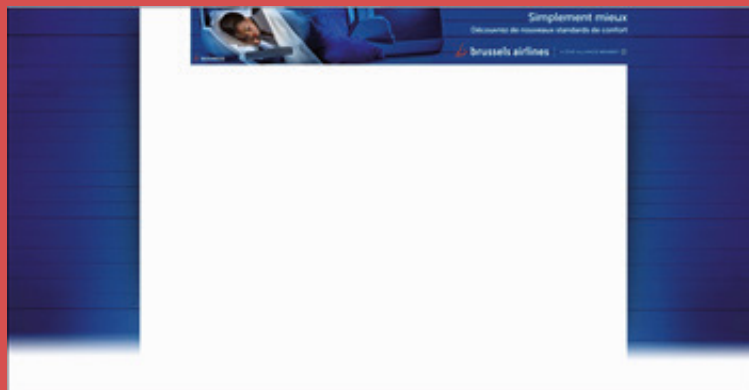 Simplement mieux
Découvrez de nouveaux standards de confort
brussels airlines